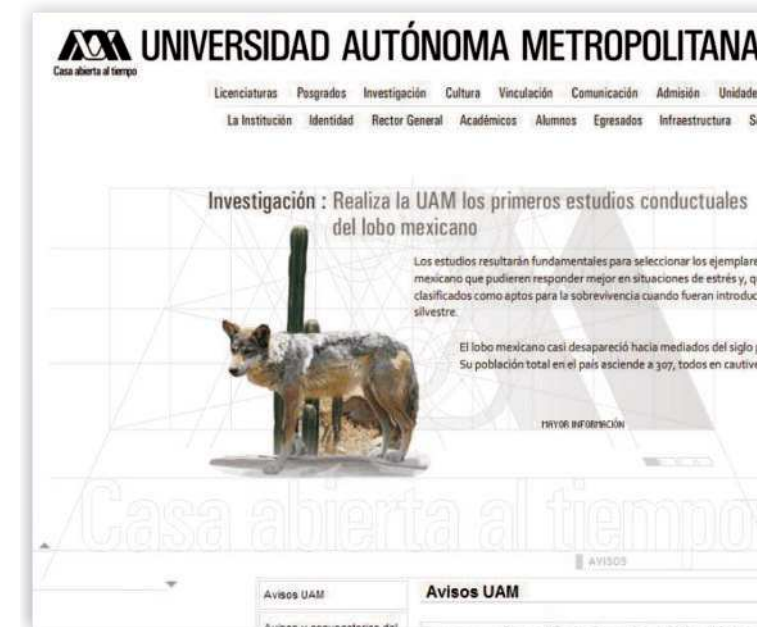 UNIVERSIDAD AUTÓNOMA METROPOLITANA
Casa abierta al tiempo
Licenciaturas Posgrados Investigación Cultura Vinculación Comunicación Admisión Unidade
La Institución Identidad Rector General Académicos Alumnos Egresados Infraestructura S
Investigación : Realiza la UAM los primeros estudios conductuales
del lobo mexicano
Los estudios resultarán fundamentales para seleccionar los ejemplare
mexicano que pudieren responder mejor en situaciones de estrés y, q
clasificados como aptos para la sobrevivencia cuando fueran introduc
silvestre.
El lobo mexicano casi desapareció hacia mediados del siglo p
Su población total en el país asciende a 307, todos en cautive
MAYOR INFORMACIÓN
Casa abierta al tiempo
AVISOS
Avisos UAM
Avisos UAM